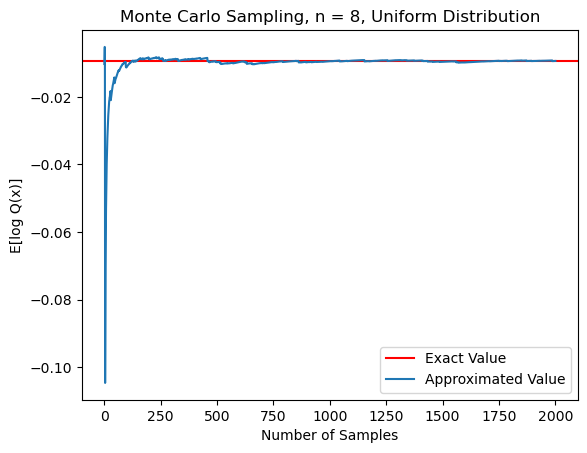 Monte Carlo Sampling, n = 8, Uniform Distribution
E[log Q(x)]
−0.02
−0.04
−0.06
−0.08
−0.10
Exact Value
Approximated Value
0 250 500 750 1000 1250 1500 1750 2000
Number of Samples